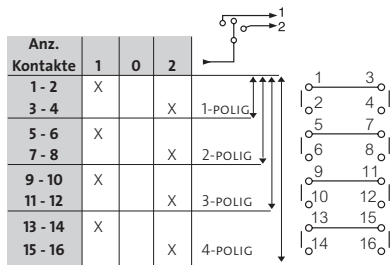 1
2
Anz.
Kontakte 1 0 2
1 - 2 X
3 - 4 X 1-POLIG
5 - 6 X
7 - 8 X 2-POLIG
9 - 10 X
11 - 12 X 3-POLIG
13 - 14 X
15 - 16 X 4-POLIG
1 3
2 4
5 7
6 8
9 11
10 12
13 15
14 16